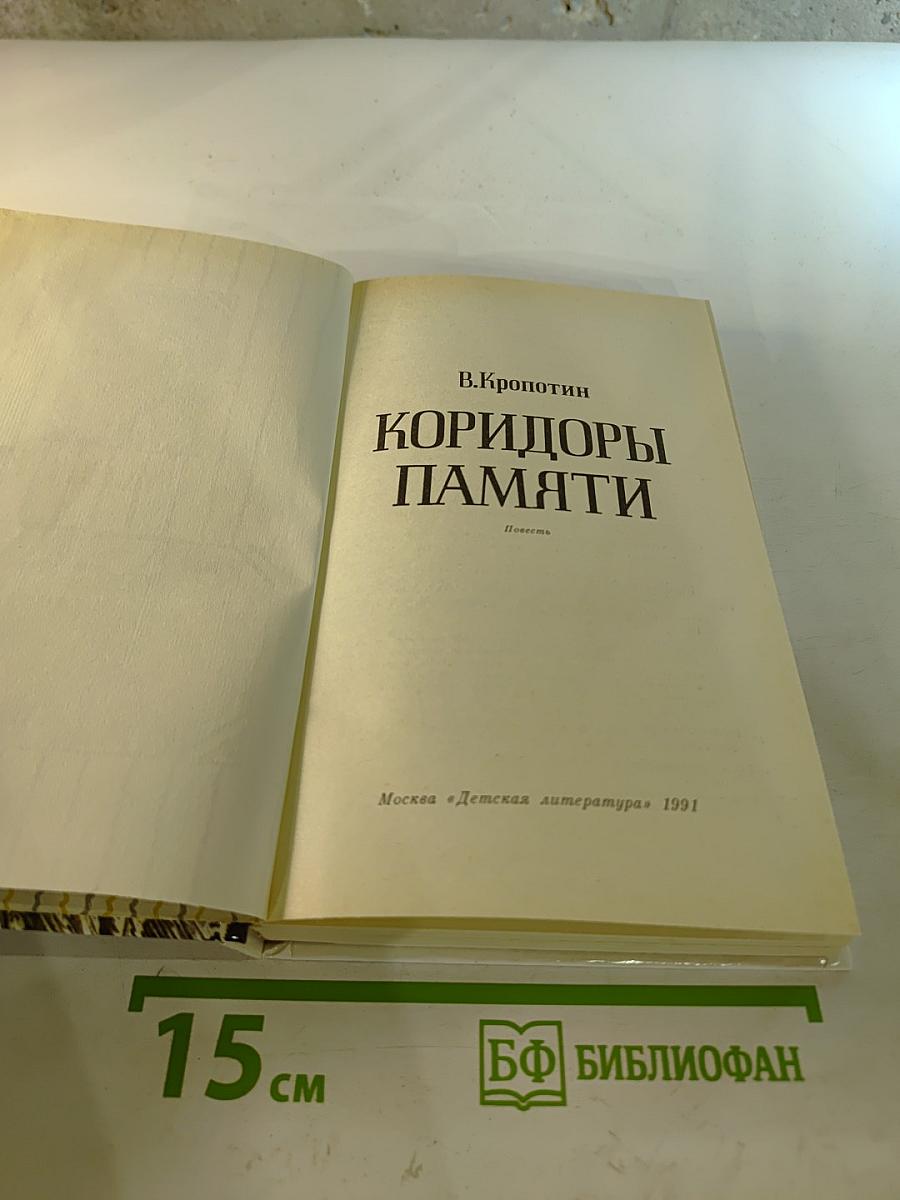 В.Кропотин
КОРИДОРЫ
ПАМЯТИ
Повесть
Москва «Детская литература» 1991
15 см
БФ БИБЛИОФАН